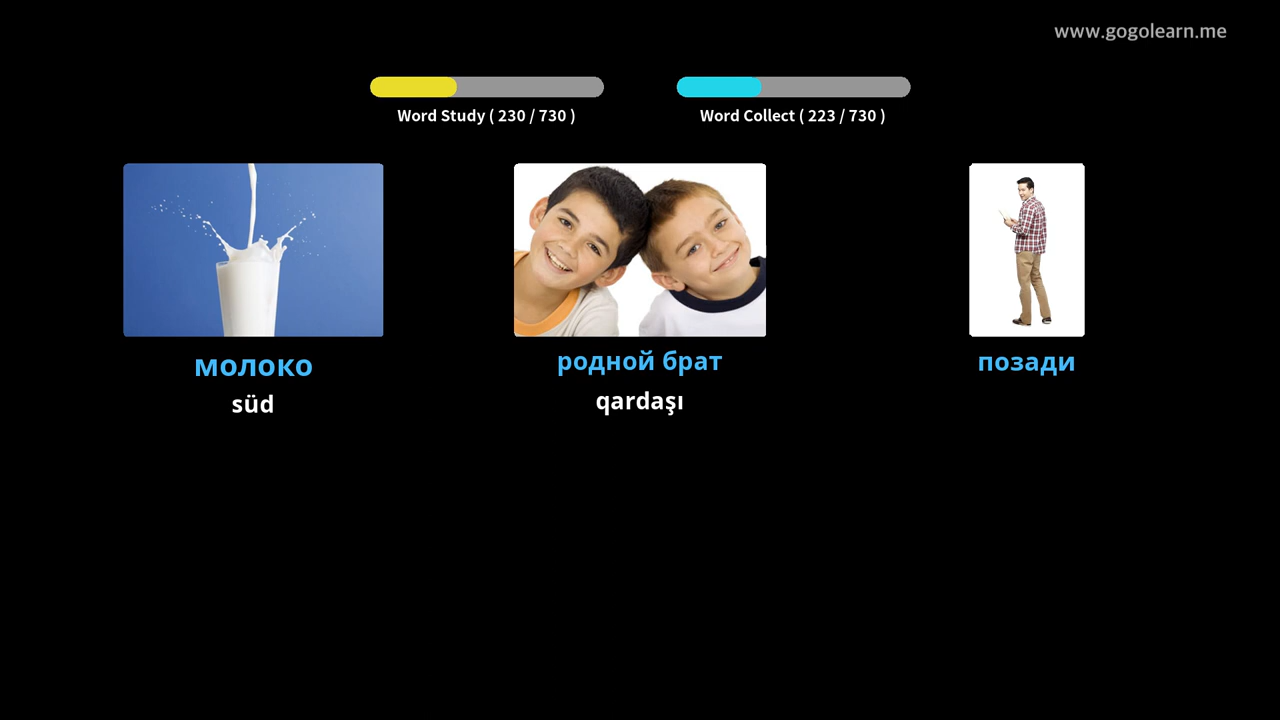 www.gogolearn.me
Word Study ( 230 / 730 )
Word Collect ( 223 / 730 )
молоко
süd
родной брат
qardaşı
позади